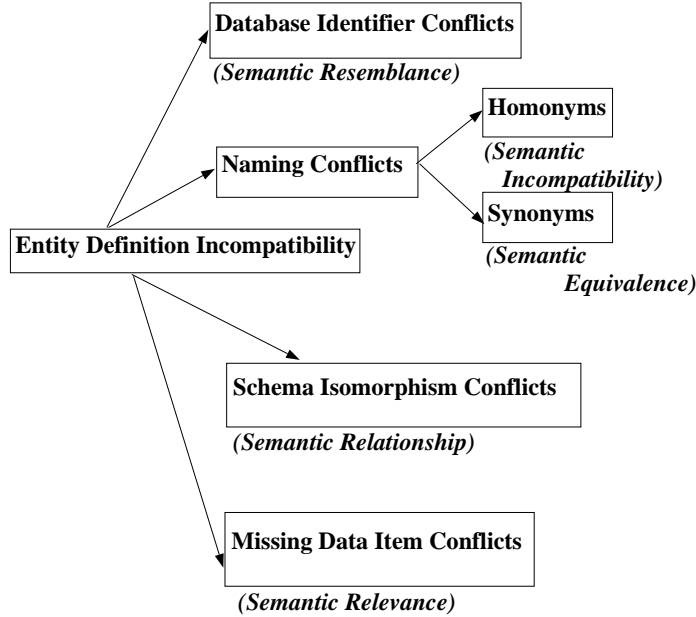 Database Identifier Conflicts
(Semantic Resemblance)
Homonyms
(Semantic
Incompatibility)
Naming Conflicts
Synonyms
(Semantic
Equivalence)
Entity Definition Incompatibility
Schema Isomorphism Conflicts
(Semantic Relationship)
Missing Data Item Conflicts
(Semantic Relevance)